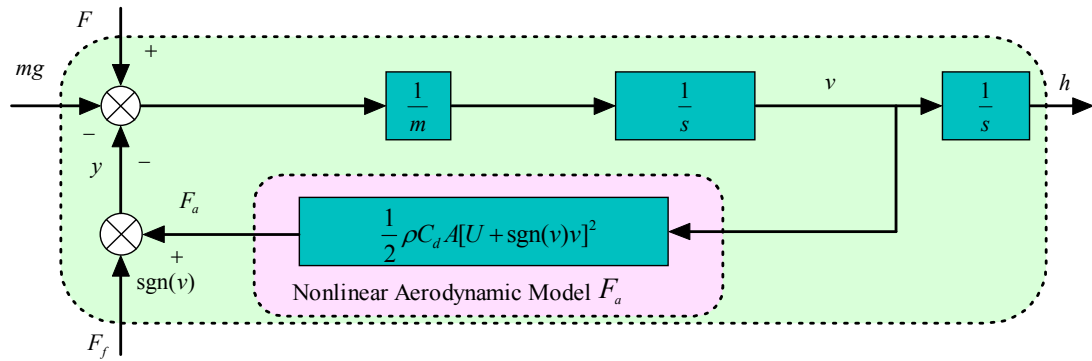 F
+
mg
−
y
−
1/m
1/s
v
1/s
h
F_a
+
sgn(v)
1/2 ρC_d A[U + sgn(v)v]^2
Nonlinear Aerodynamic Model F_a
F_f